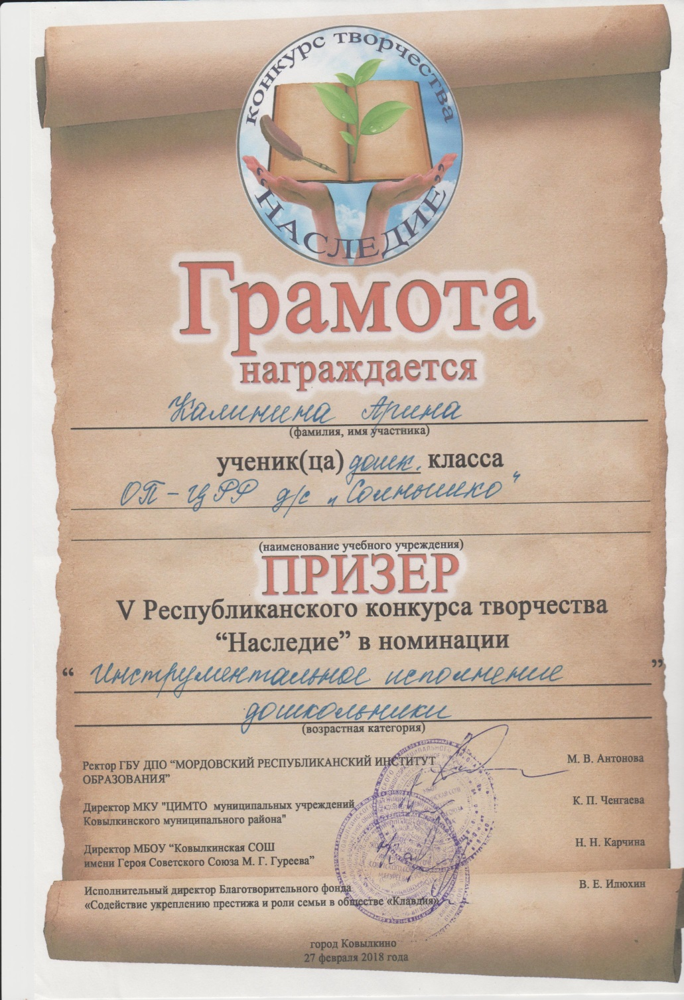 конкурс творчества
“НАСЛЕДИЕ”
Грамота
награждается
Калинина Арина
(фамилия, имя участника)
ученик(ца) дошк. класса
ОП-ЦРР д/с „Солнышко“
(наименование учебного учреждения)
ПРИЗЕР
V Республиканского конкурса творчества
“Наследие” в номинации
“ Инструментальное исполнение ”
дошкольники
(возрастная категория)
Ректор ГБУ ДПО “МОРДОВСКИЙ РЕСПУБЛИКАНСКИЙ ИНСТИТУТ М. В. Антонова
ОБРАЗОВАНИЯ”
Директор МКУ "ЦИМТО муниципальных учреждений К. П. Ченгаева
Ковылкинского муниципального района"
Директор МБОУ “Ковылкинская СОШ Н. Н. Карчина
имени Героя Советского Союза М. Г. Гуреева”
Исполнительный директор Благотворительного фонда В. Е. Илюхин
«Содействие укреплению престижа и роли семьи в обществе «Клавдия»
город Ковылкино
27 февраля 2018 года